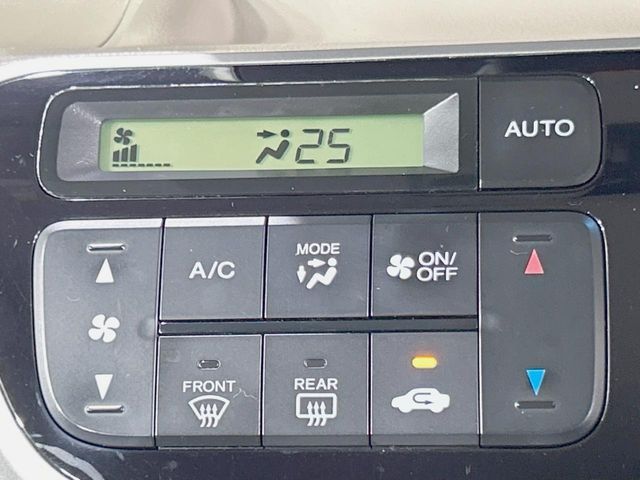 25
AUTO
A/C
MODE
ON/
OFF
FRONT
REAR